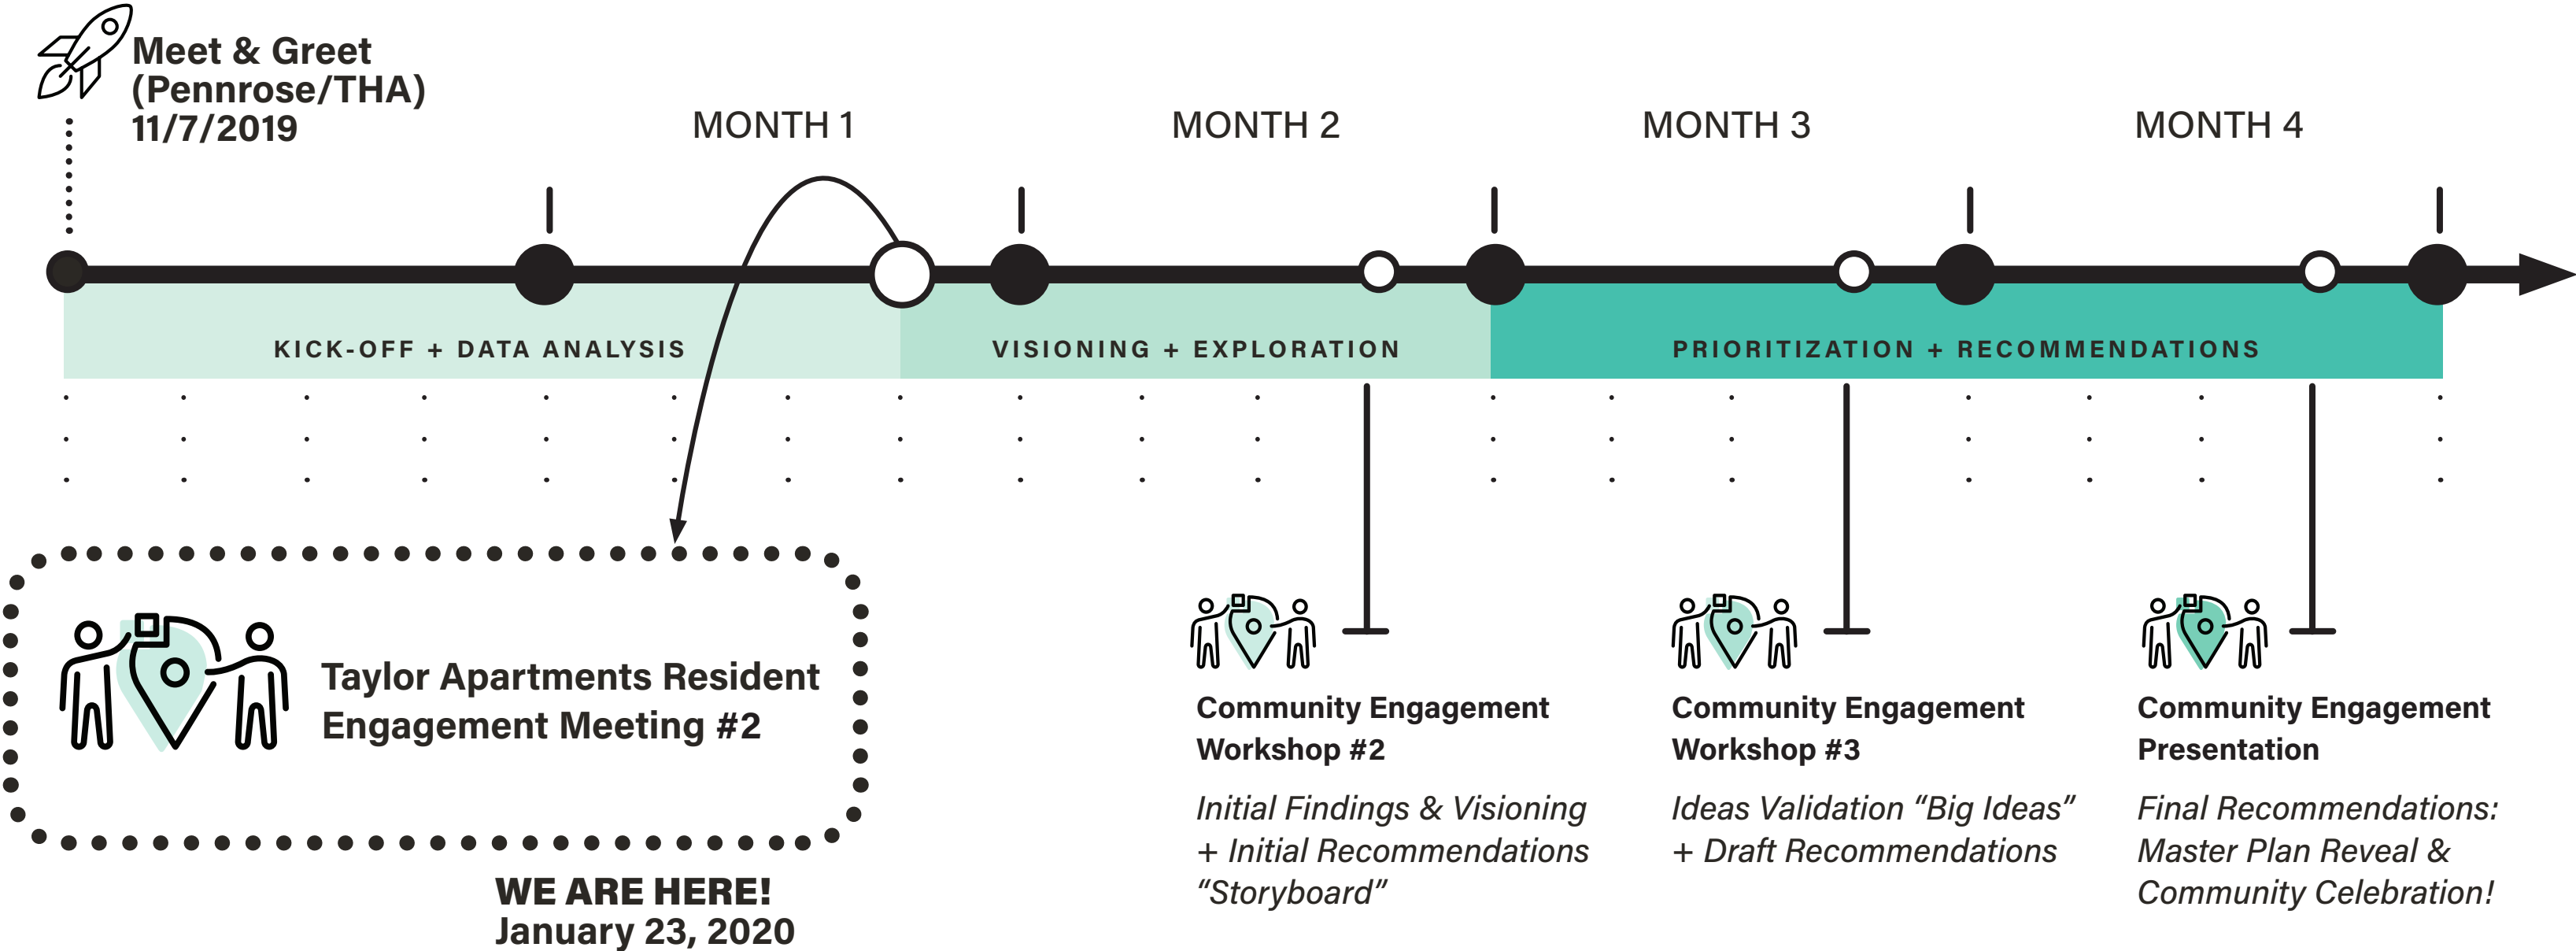 Meet & Greet
(Pennrose/THA)
11/7/2019
MONTH 1
MONTH 2
MONTH 3
MONTH 4
KICK-OFF + DATA ANALYSIS
VISIONING + EXPLORATION
PRIORITIZATION + RECOMMENDATIONS
Taylor Apartments Resident
Engagement Meeting #2
WE ARE HERE!
January 23, 2020
Community Engagement
Workshop #2
Initial Findings & Visioning
+ Initial Recommendations
“Storyboard”
Community Engagement
Workshop #3
Ideas Validation “Big Ideas”
+ Draft Recommendations
Community Engagement
Presentation
Final Recommendations:
Master Plan Reveal &
Community Celebration!